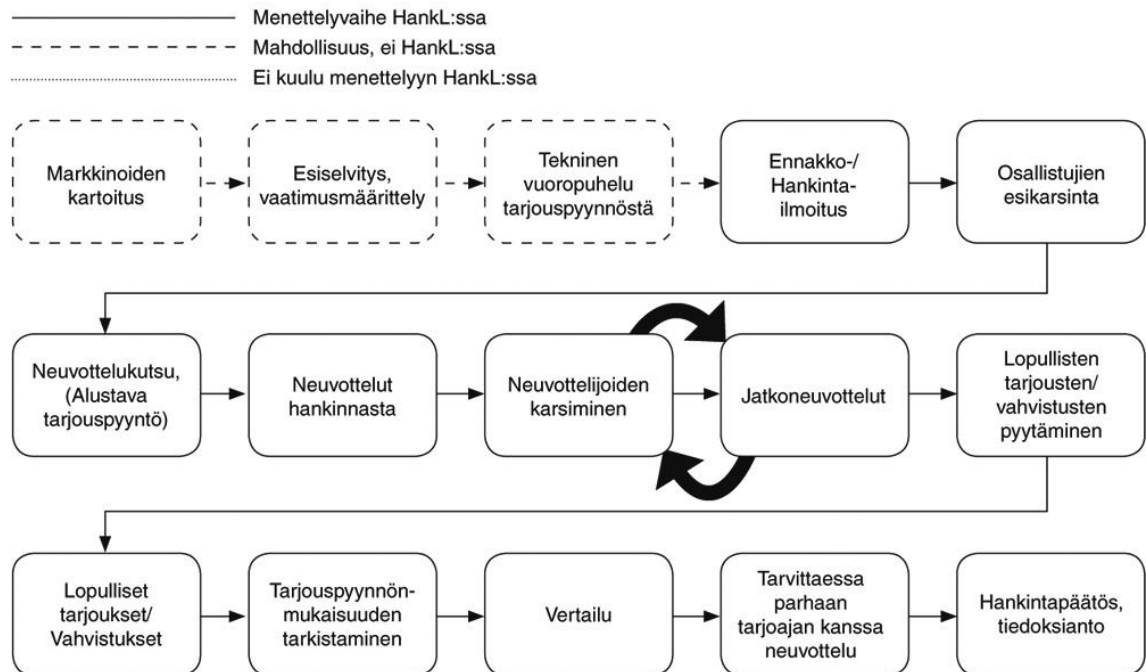 Menettelyvaihe HankL:ssa
Mahdollisuus, ei HankL:ssa
Ei kuulu menettelyyn HankL:ssa
Markkinoiden
kartoitus
Esiselvitys,
vaatimusmäärittely
Tekninen
vuoropuhelu
tarjouspyynnöstä
Ennakko-/
Hankinta-
ilmoitus
Osallistujien
esikarsinta
Neuvottelukutsu,
(Alustava
tarjouspyyntö)
Neuvottelut
hankinnasta
Neuvottelijoiden
karsiminen
Jatkoneuvottelut
Lopullisten
tarjousten/
vahvistusten
pyytäminen
Lopulliset
tarjoukset/
Vahvistukset
Tarjouspyynnön-
mukaisuuden
tarkistaminen
Vertailu
Tarvittaessa
parhaan
tarjoajan kanssa
neuvottelu
Hankintapäätös,
tiedoksianto